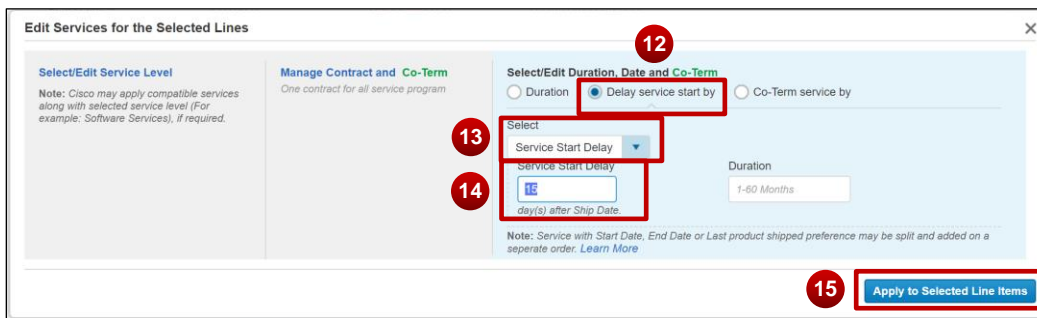 Edit Services for the Selected Lines
12
Select/Edit Service Level
Note: Cisco may apply compatible services
along with selected service level (For
example: Software Services), if required.
Manage Contract and Co-Term
One contract for all service program
Select/Edit Duration, Date and Co-Term
Duration
Delay service start by
Co-Term service by
13
Select
Service Start Delay
14
Service Start Delay
15
day(s) after Ship Date.
Duration
1-60 Months
Note: Service with Start Date, End Date or Last product shipped preference may be split and added on a
seperate order. Learn More
15
Apply to Selected Line Items